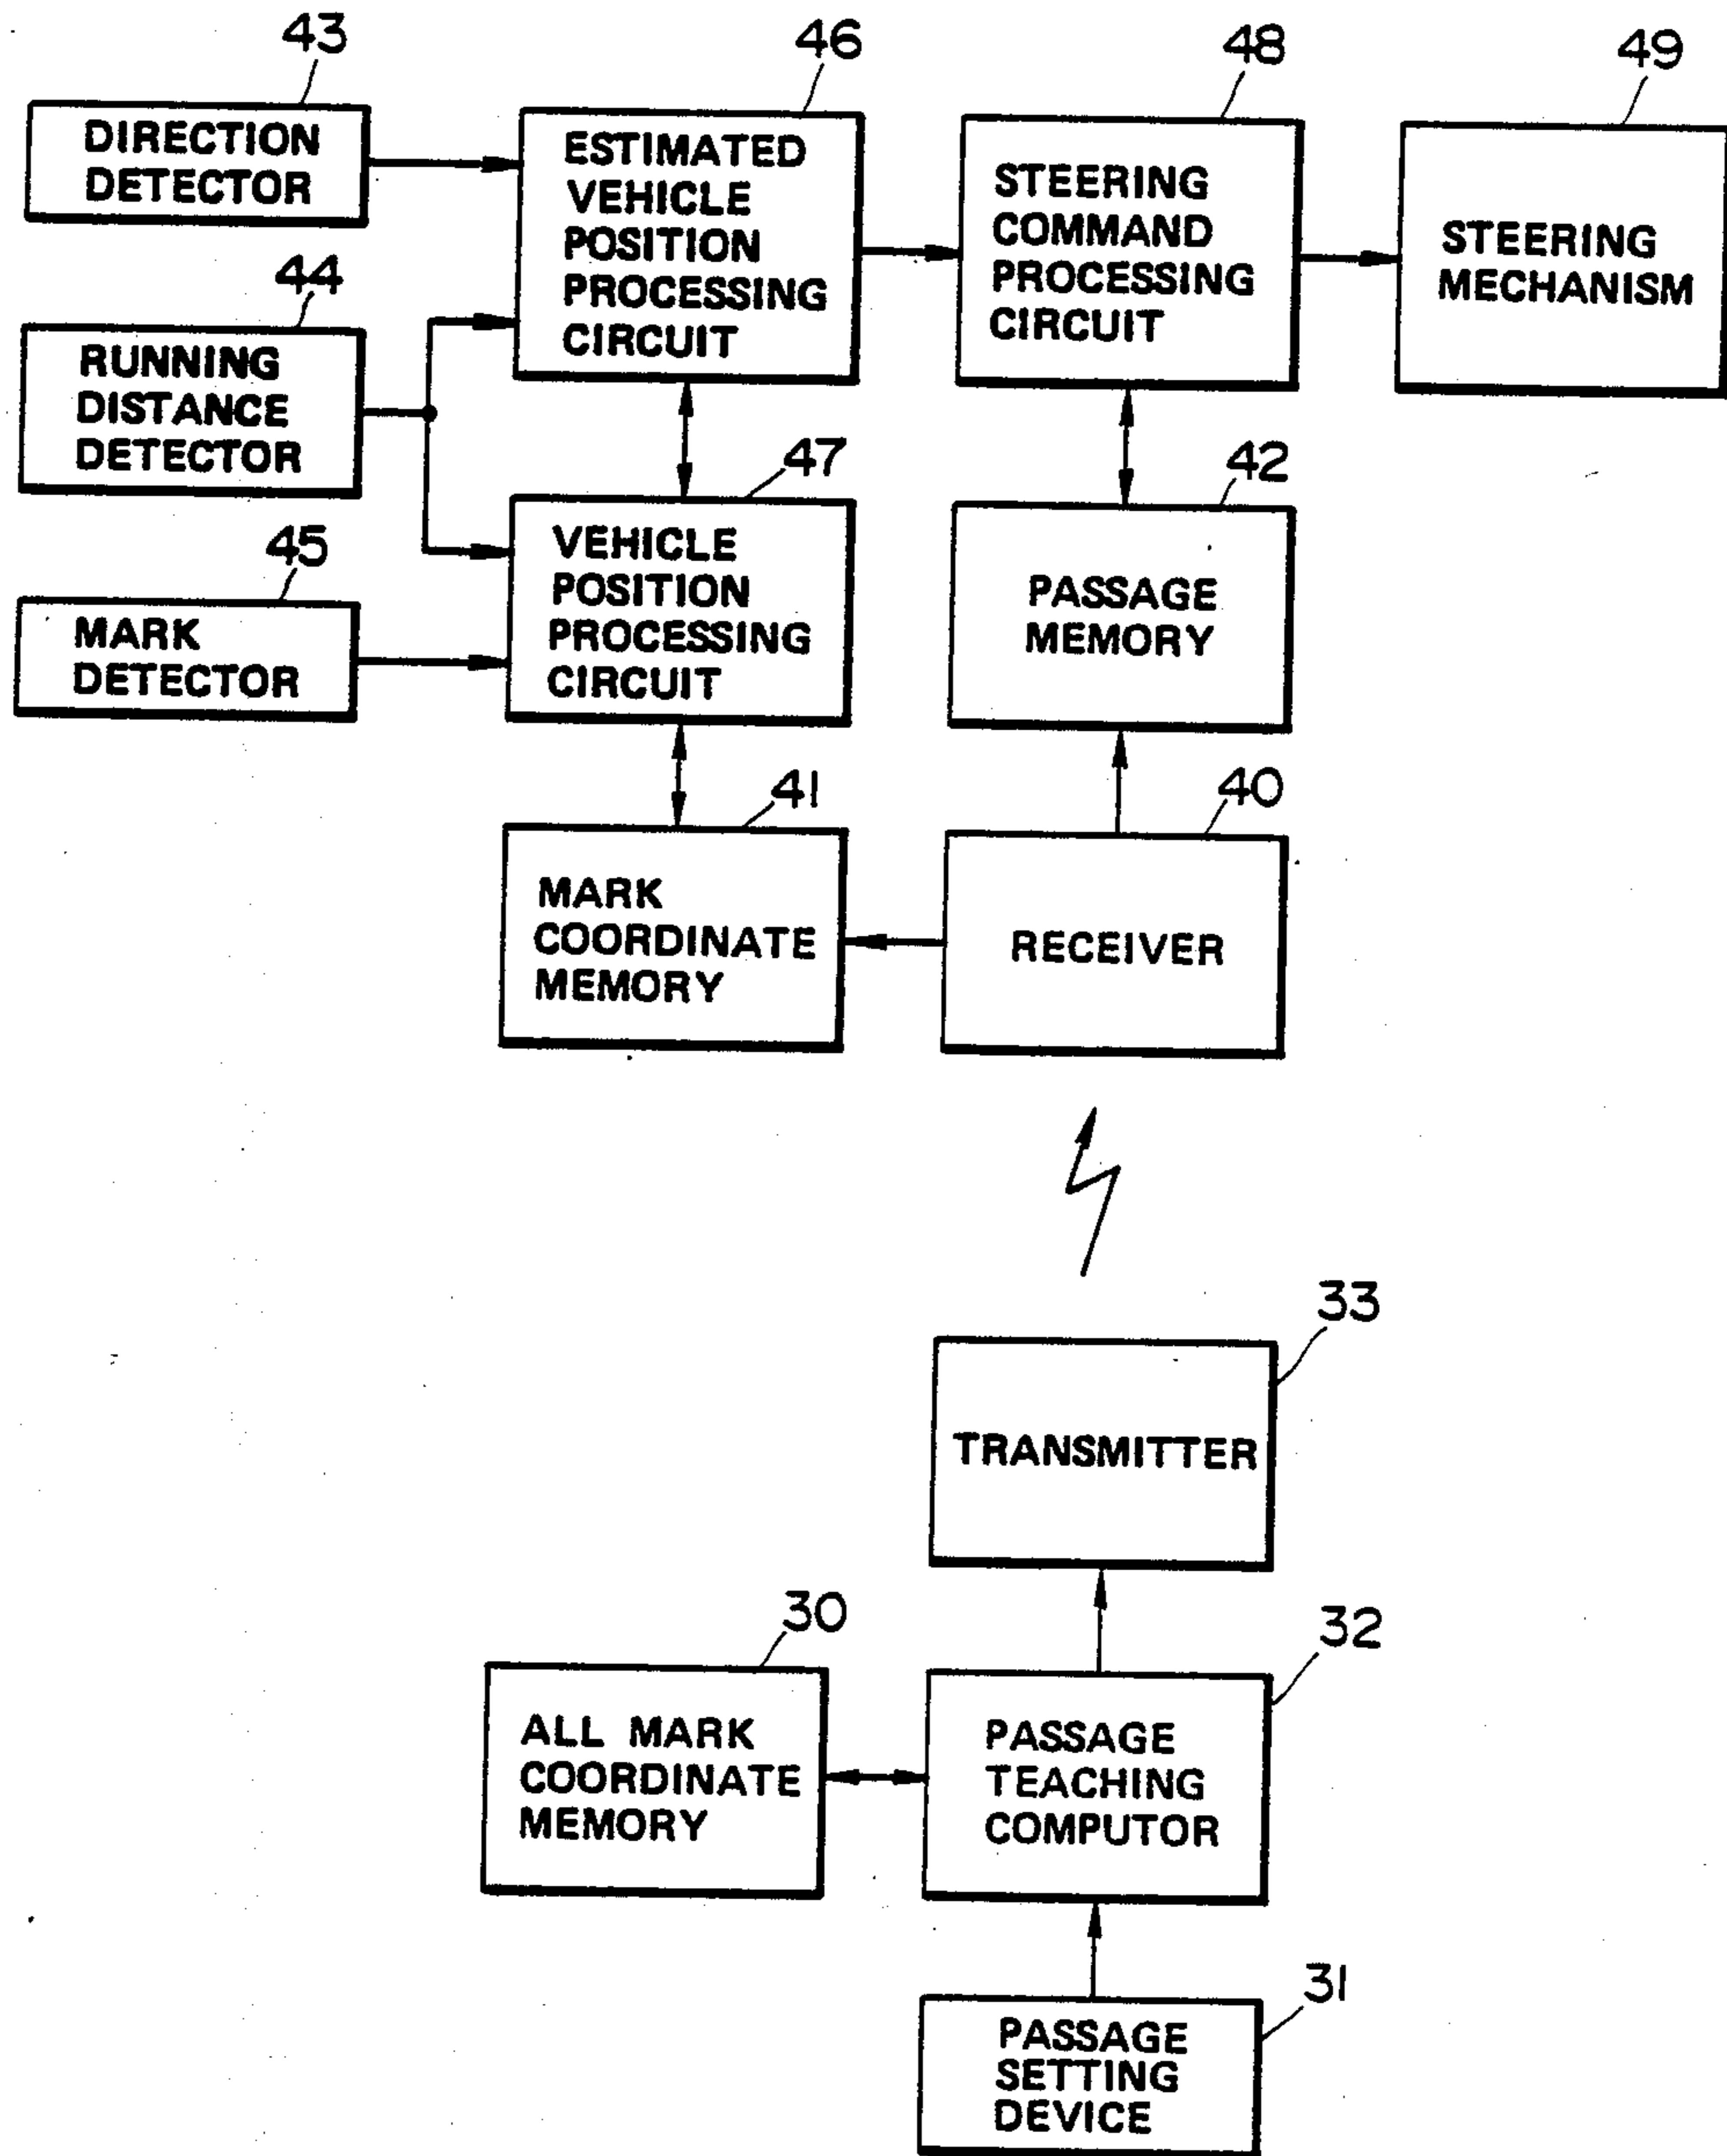 43
DIRECTION
DETECTOR
46
ESTIMATED
VEHICLE
POSITION
PROCESSING
CIRCUIT
48
STEERING
COMMAND
PROCESSING
CIRCUIT
49
STEERING
MECHANISM
44
RUNNING
DISTANCE
DETECTOR
45
MARK
DETECTOR
47
VEHICLE
POSITION
PROCESSING
CIRCUIT
42
PASSAGE
MEMORY
41
MARK
COORDINATE
MEMORY
40
RECEIVER
33
TRANSMITTER
30
ALL MARK
COORDINATE
MEMORY
32
PASSAGE
TEACHING
COMPUTOR
31
PASSAGE
SETTING
DEVICE